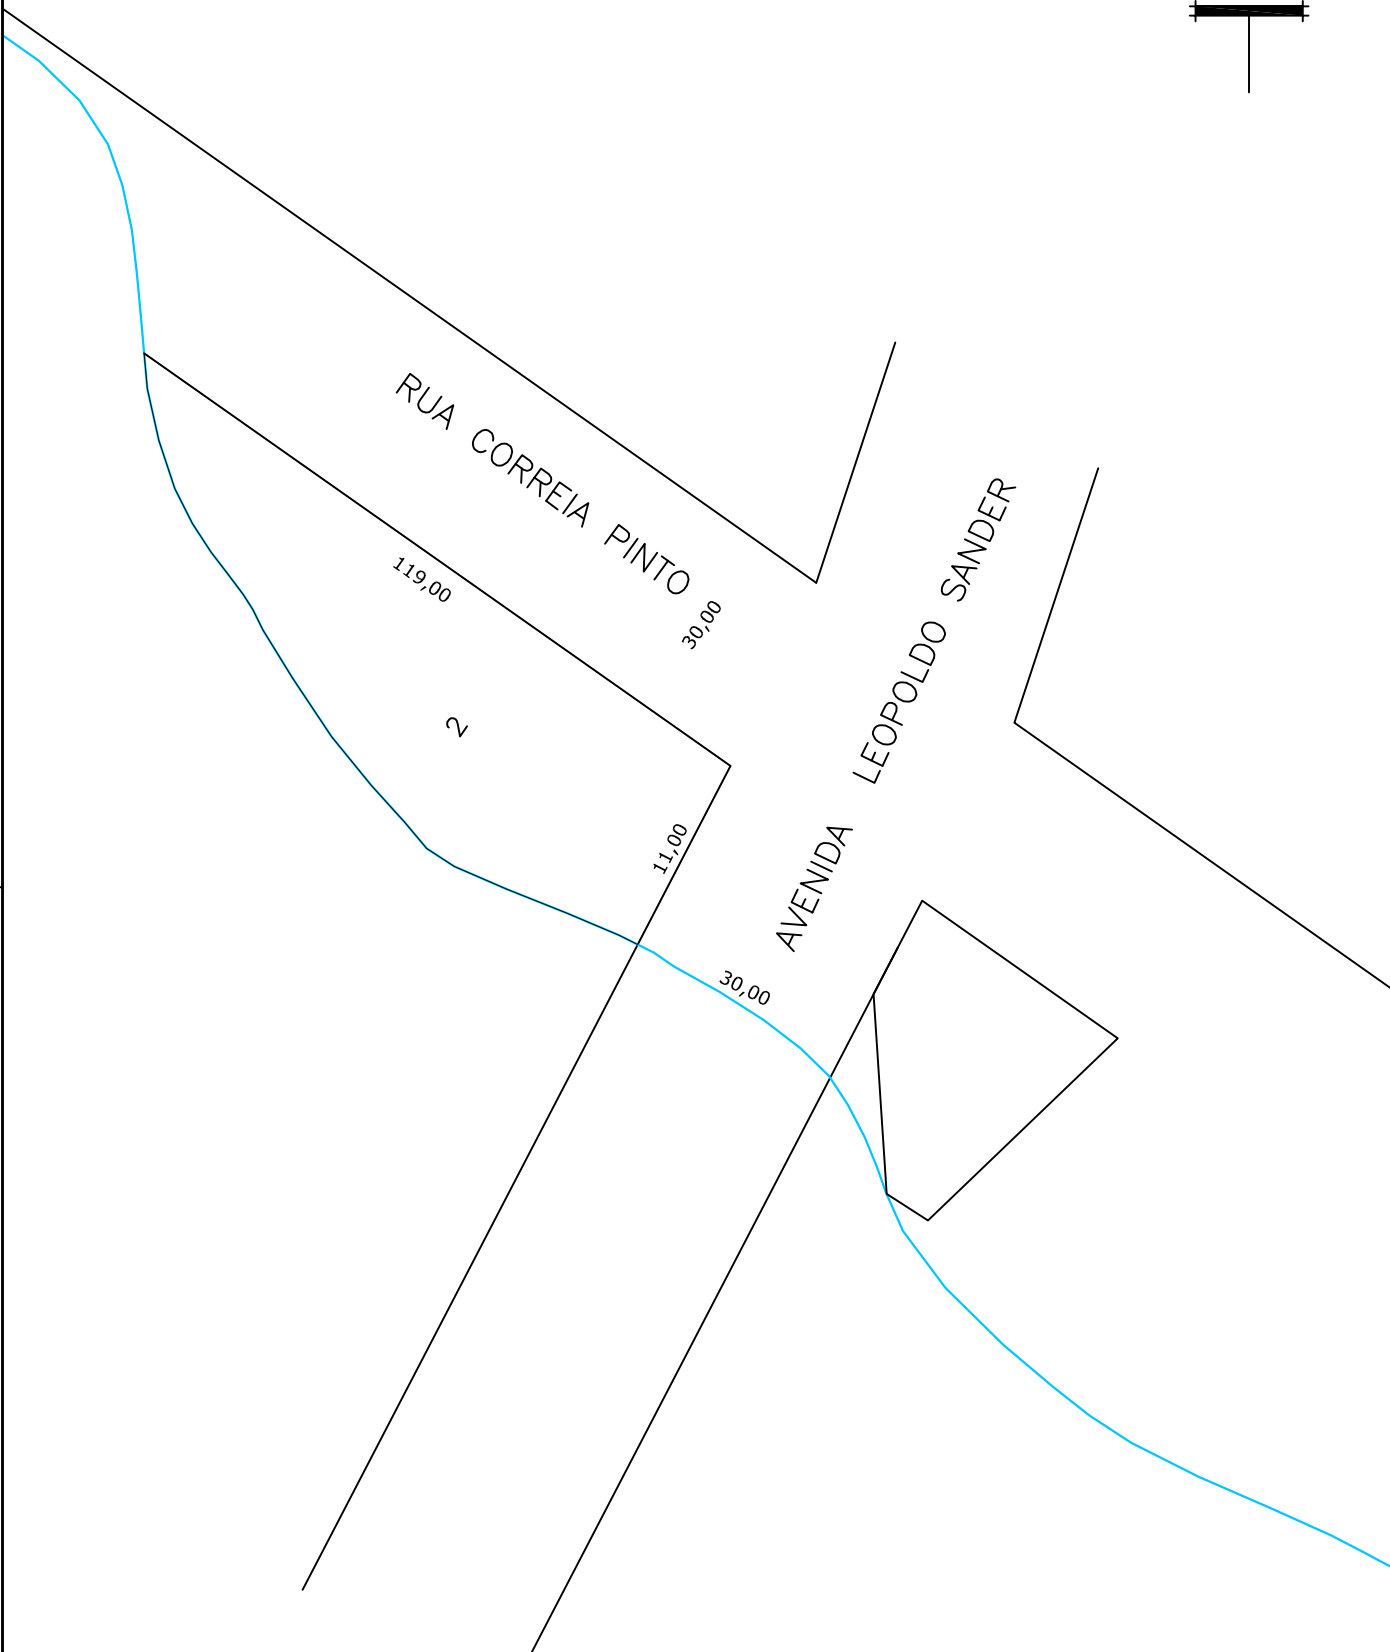 RUA CORREIA PINTO
119,00
30,00
AVENIDA LEOPOLDO SANDER
2
11,00
30,00